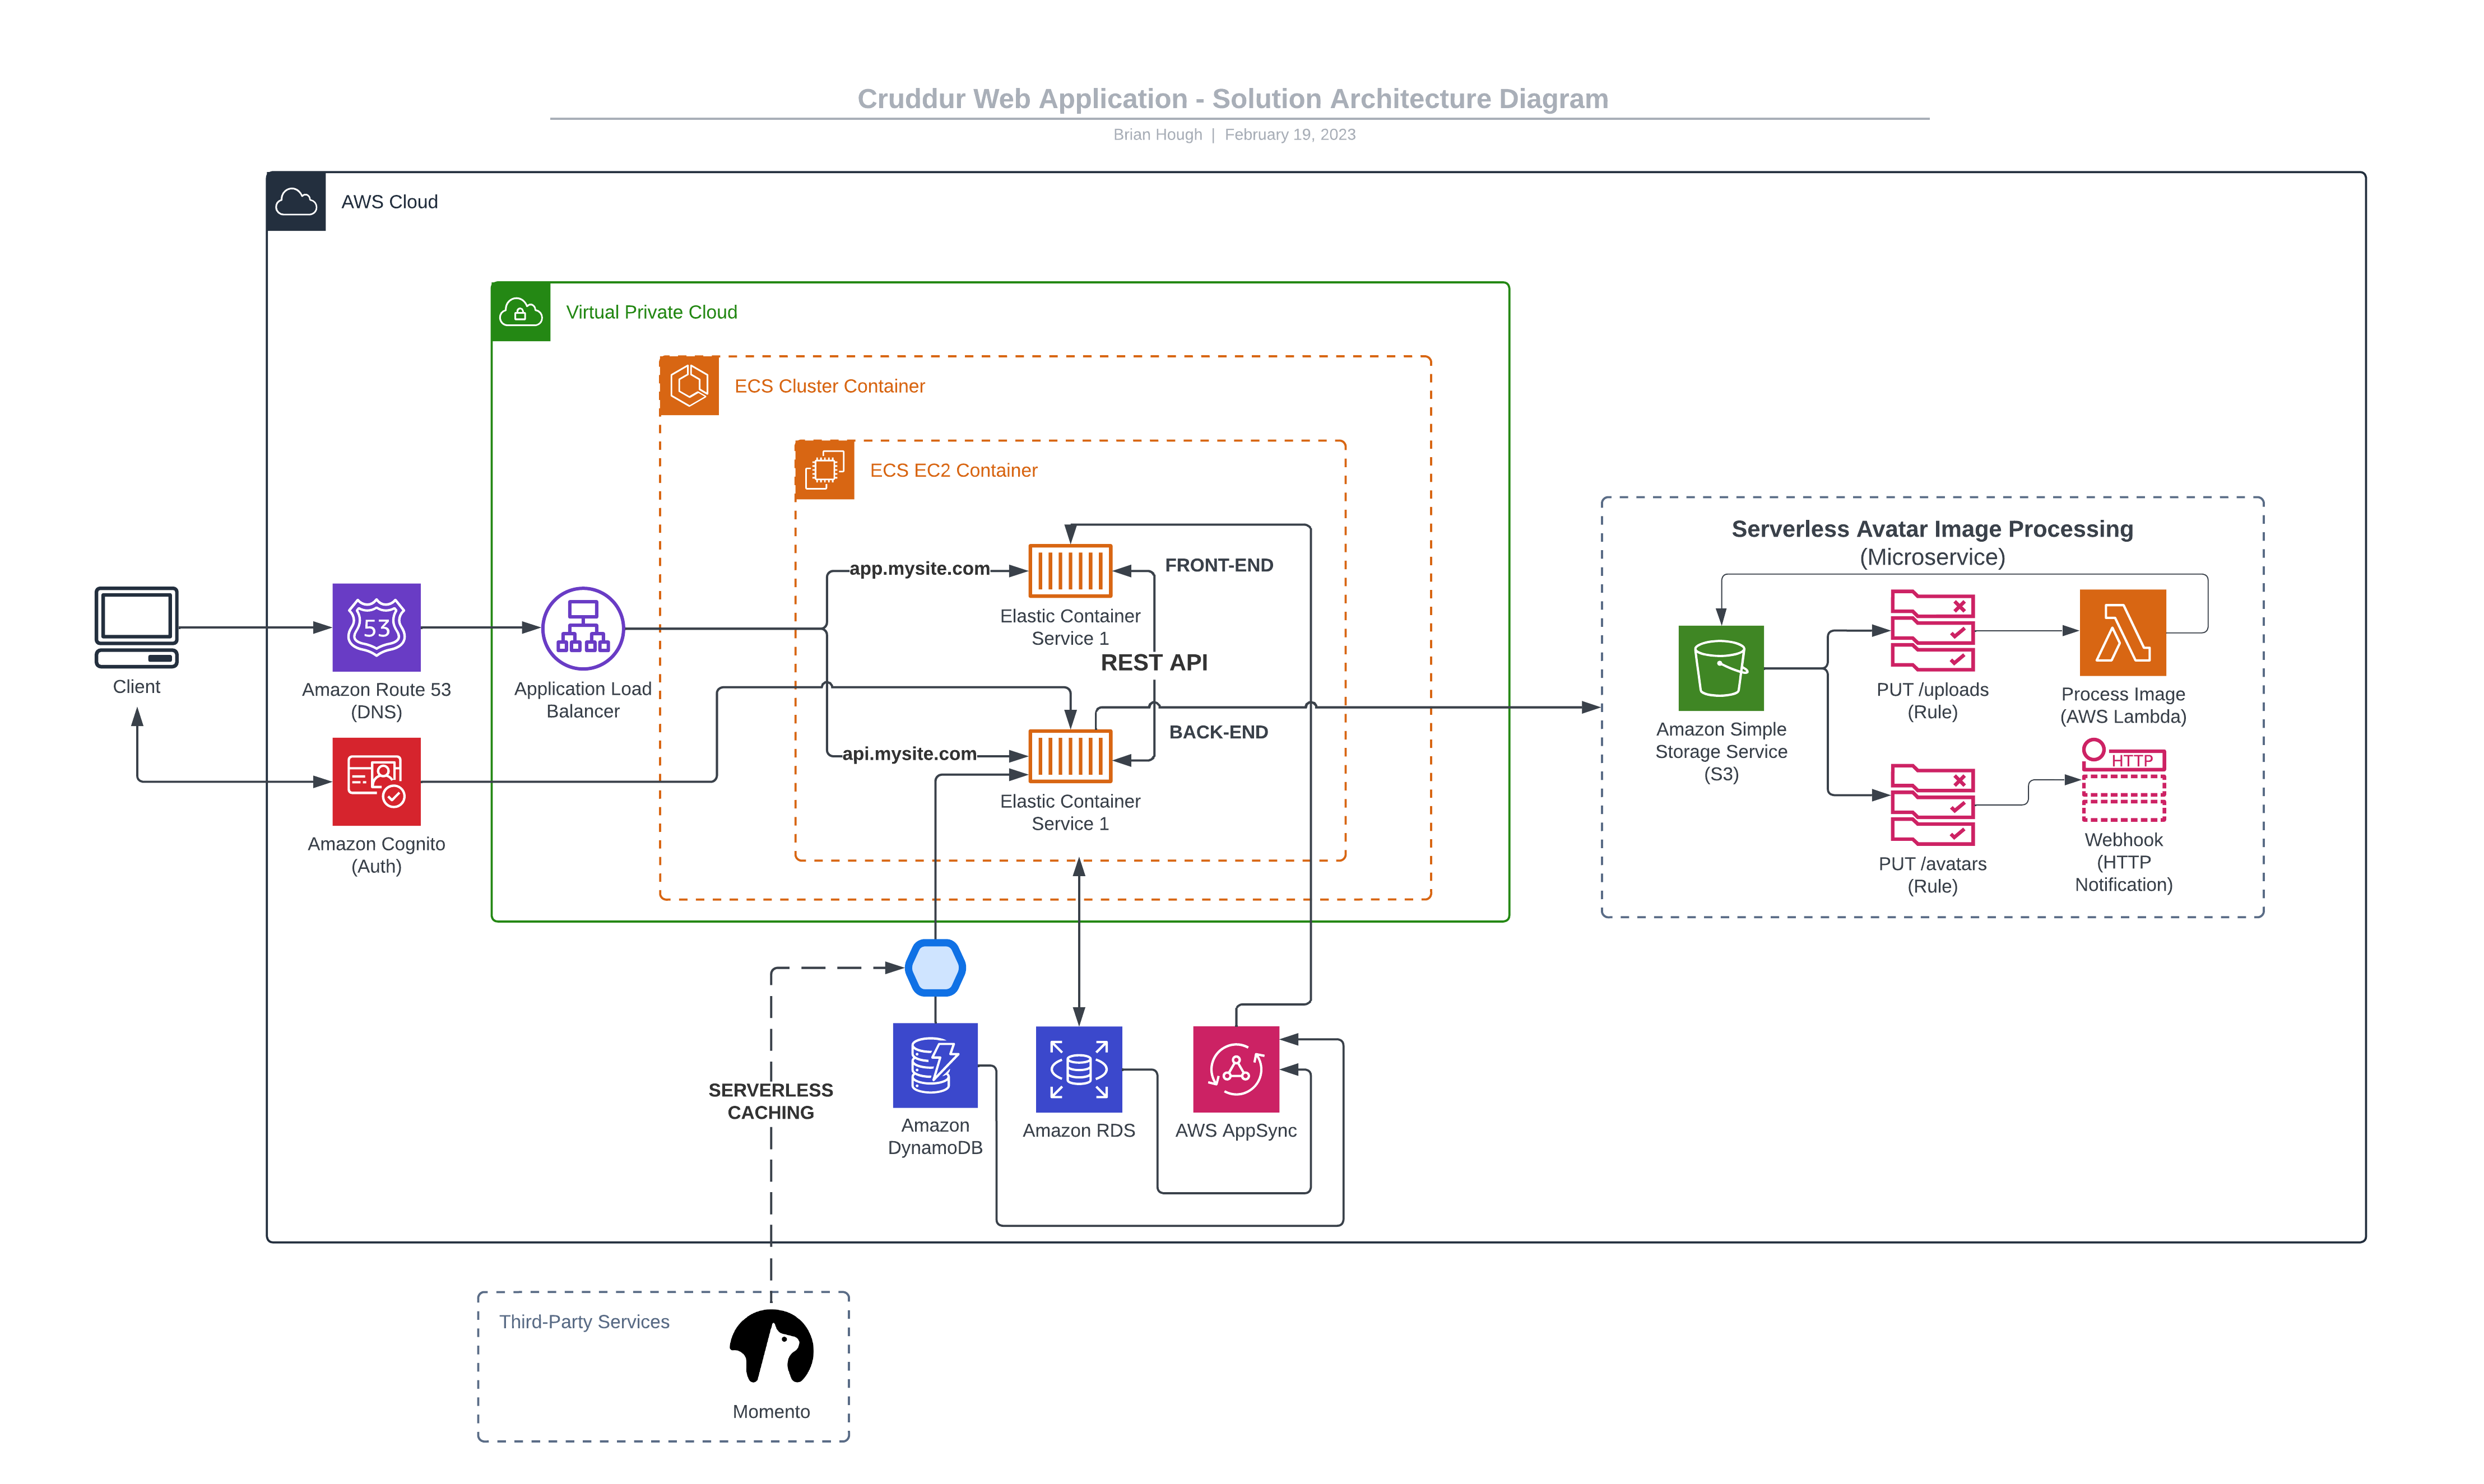 Cruddur Web Application - Solution Architecture Diagram
Brian Hough | February 19, 2023
AWS Cloud
Virtual Private Cloud
ECS Cluster Container
ECS EC2 Container
Client
53
Amazon Route 53
(DNS)
Amazon Cognito
(Auth)
Application Load
Balancer
app.mysite.com
FRONT-END
Elastic Container
Service 1
REST API
BACK-END
api.mysite.com
Elastic Container
Service 1
Serverless Avatar Image Processing
(Microservice)
Amazon Simple
Storage Service
(S3)
PUT /uploads
(Rule)
Process Image
(AWS Lambda)
PUT /avatars
(Rule)
HTTP
Webhook
(HTTP
Notification)
SERVERLESS
CACHING
Amazon
DynamoDB
Amazon RDS
AWS AppSync
Third-Party Services
Momento